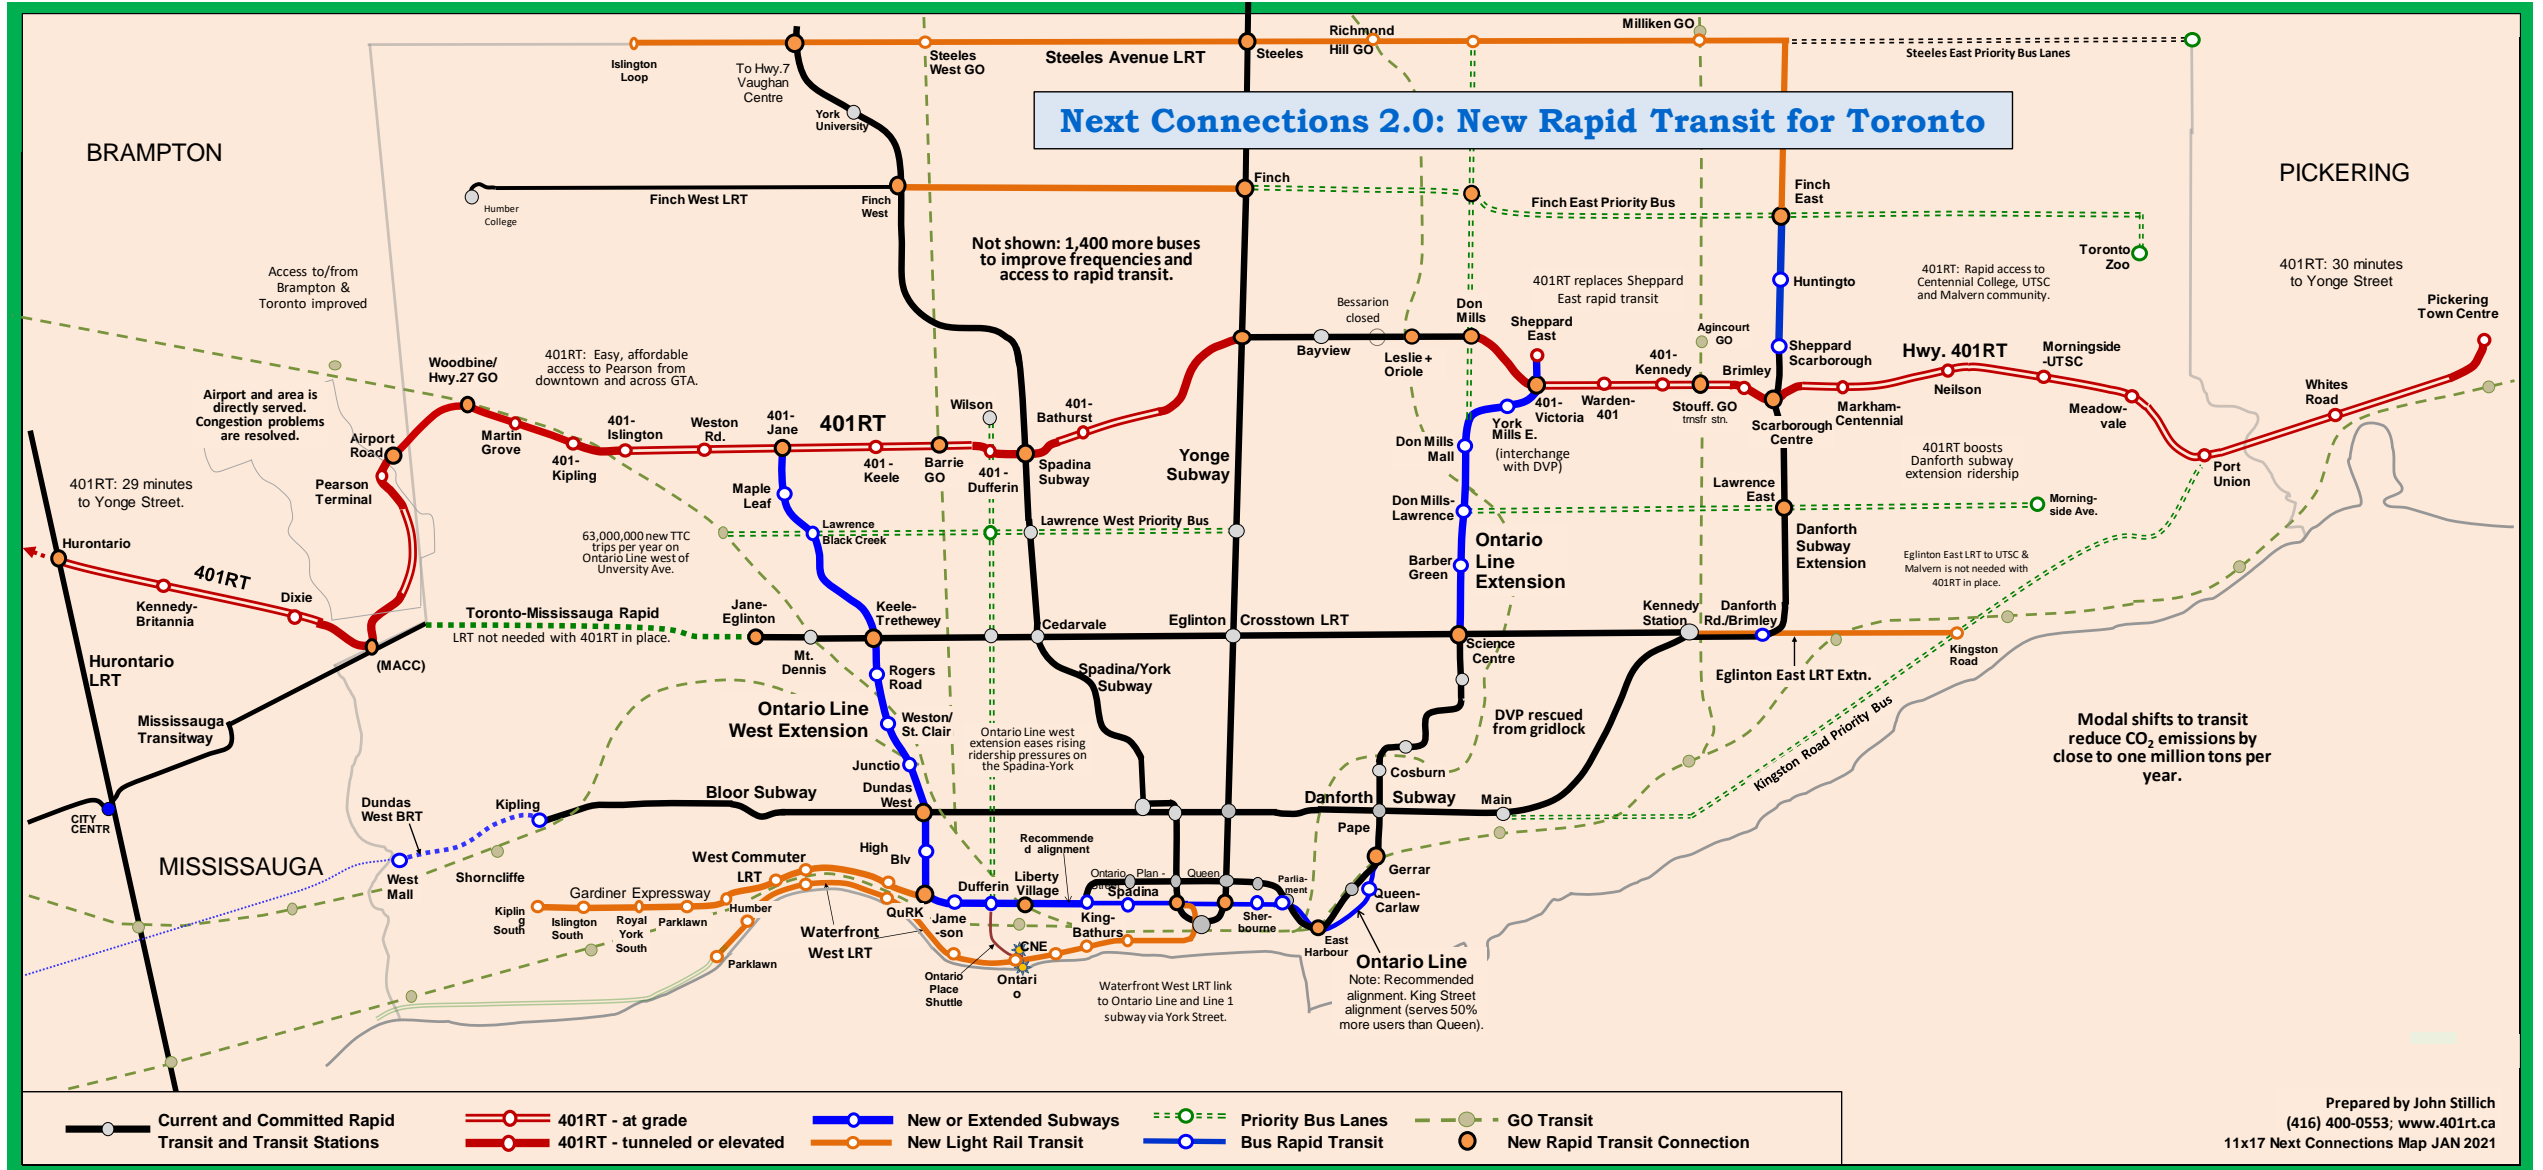 Islington
Loop
To Hwy.7
Vaughan
Centre
Steeles
West GO
Steeles Avenue LRT
Steeles
Richmond
Hill GO
Milliken GO
Steeles East Priority Bus Lanes
York
University
Next Connections 2.0: New Rapid Transit for Toronto
BRAMPTON
PICKERING
Humber
College
Finch West LRT
Finch
West
Finch
Finch East Priority Bus
Finch
East
Toronto
Zoo
Not shown: 1,400 more buses
to improve frequencies and
access to rapid transit.
Access to/from
Brampton &
Toronto improved
401RT replaces Sheppard
East rapid transit
401RT: Rapid access to
Centennial College, UTSC
and Malvern community.
401RT: 30 minutes
to Yonge Street
Huntingto
Bessarion
closed
Don
Mills
Sheppard
East
Agincourt
GO
Sheppard
Scarborough
Pickering
Town Centre
Bayview
Leslie +
Oriole
401-
Kennedy
Brimley
Hwy. 401RT
Morningside
-UTSC
Woodbine/
Hwy.27 GO
401RT: Easy, affordable
access to Pearson from
downtown and across GTA.
Airport and area is
directly served.
Congestion problems
are resolved.
Airport
Road
Pearson
Terminal
Martin
Grove
401-
Kipling
401-
Islington
Weston
Rd.
401-
Jane
401RT
401 -
Keele
Barrie
GO
Wilson
401 -
Dufferin
401-
Bathurst
Spadina
Subway
Yonge
Subway
York
Mills E.
(interchange
with DVP)
401-
Victoria
Warden-
401
Stouff. GO
trnsfr stn.
Scarborough
Centre
Markham-
Centennial
Neilson
Meadow-
vale
Whites
Road
Port
Union
Don Mills
Mall
401RT boosts
Danforth subway
extension ridership
401RT: 29 minutes
to Yonge Street.
Maple
Leaf
Lawrence
Black Creek
Lawrence West Priority Bus
Don Mills-
Lawrence
Lawrence
East
Morning-
side Ave.
63,000,000 new TTC
trips per year on
Ontario Line west of
Unversity Ave.
Ontario
Line
Extension
Barber
Green
Danforth
Subway
Extension
Eglinton East LRT to UTSC &
Malvern is not needed with
401RT in place.
Hurontario
401RT
Kennedy-
Britannia
Dixie
(MACC)
Toronto-Mississauga Rapid
LRT not needed with 401RT in place.
Jane-
Eglinton
Mt.
Dennis
Keele-
Trethewey
Cedarvale
Eglinton
Crosstown LRT
Science
Centre
Kennedy
Station
Danforth
Rd./Brimley
Kingston
Road
Eglinton East LRT Extn.
Hurontario
LRT
Mississauga
Transitway
Rogers
Road
Spadina/York
Subway
Ontario Line
West Extension
Weston/
St. Clair
Ontario Line west
extension eases rising
ridership pressures on
the Spadina-York
DVP rescued
from gridlock
Kingston Road Priority Bus
Modal shifts to transit
reduce CO2 emissions by
close to one million tons per
year.
Junctio
Cosburn
CITY
CENTR
Dundas
West BRT
Kipling
Bloor Subway
Dundas
West
Danforth
Subway
Main
Pape
MISSISSAUGA
West
Mall
Shorncliffe
High
Blv
Recommende
d alignment
Gerrar
West Commuter
LRT
Gardiner Expressway
Kiplin
g
South
Islington
South
Royal
York
South
Parklawn
Humber
Parklawn
Waterfront
West LRT
QuRK
Jame
-son
Dufferin
Liberty
Village
Ontario
Plan -
Queen
Spadina
King-
Bathurs
Sher-
bourne
Parlia-
ment
Queen-
Carlaw
East
Harbour
CNE
Ontario
Place
Shuttle
Ontari
o
Waterfront West LRT link
to Ontario Line and Line 1
subway via York Street.
Ontario Line
Note: Recommended
alignment. King Street
alignment (serves 50%
more users than Queen).
Current and Committed Rapid
Transit and Transit Stations
401RT - at grade
401RT - tunneled or elevated
New or Extended Subways
New Light Rail Transit
Priority Bus Lanes
Bus Rapid Transit
GO Transit
New Rapid Transit Connection
Prepared by John Stillich
(416) 400-0553; www.401rt.ca
11x17 Next Connections Map JAN 2021